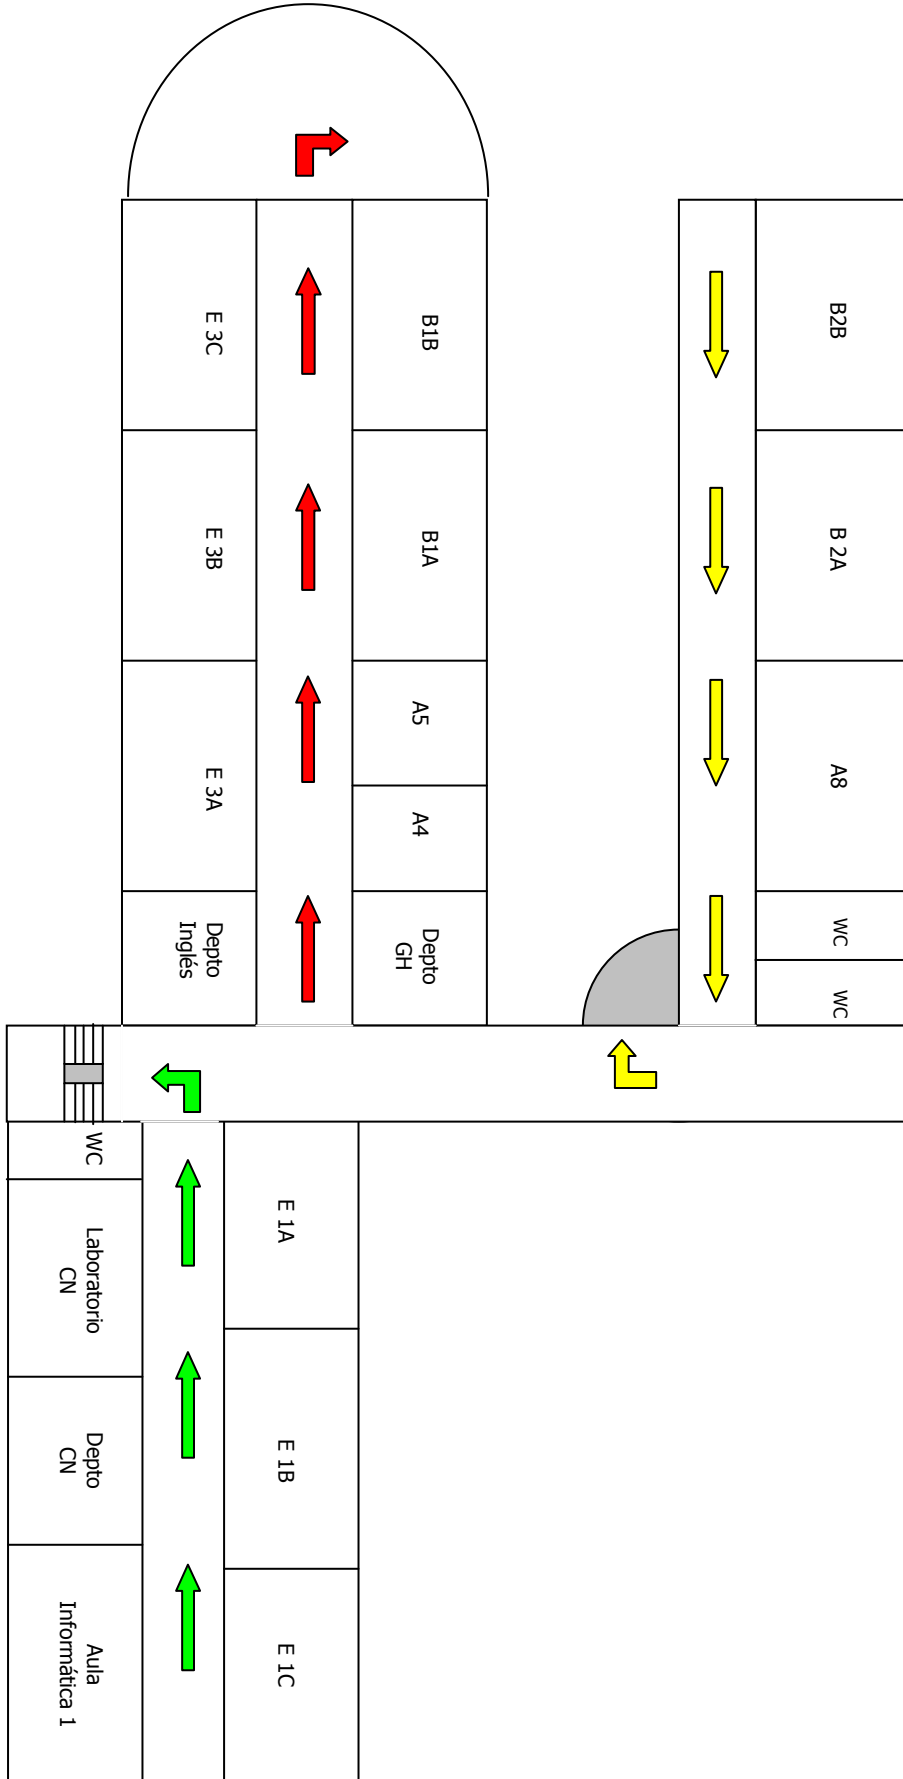 E 3C
B1B
B2B
E 3B
B1A
B 2A
E 3A
A5
A4
A8
Depto
Inglés
Depto
GH
WC
WC
WC
E 1A
Laboratorio
CN
Depto
CN
E 1B
Aula
Informática 1
E 1C